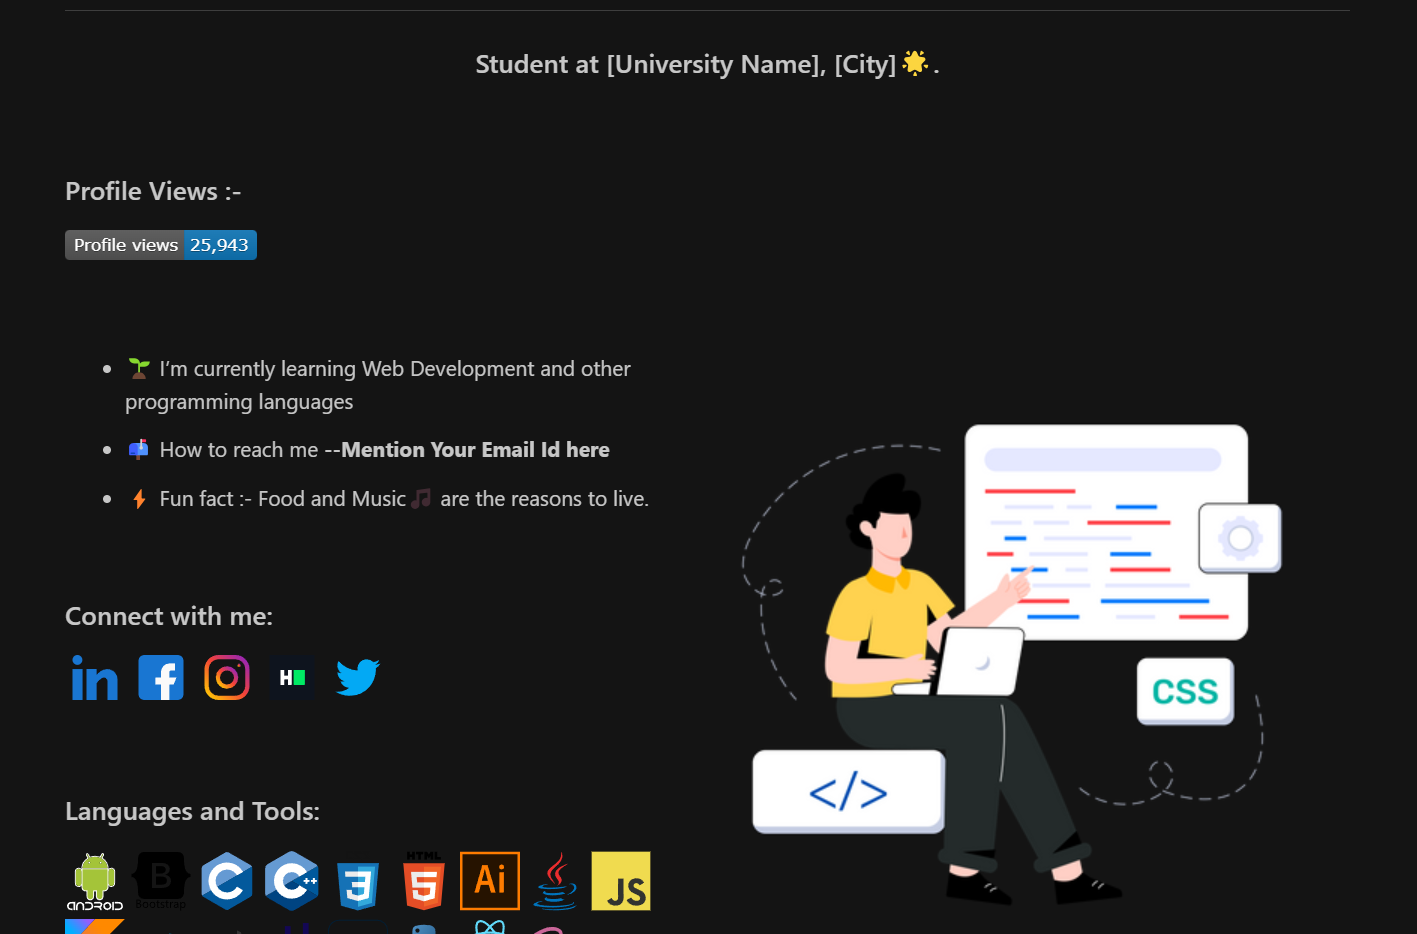 Student at [University Name], [City] 🌟 .
Profile Views :-
Profile views 25,943
🌱 I’m currently learning Web Development and other
programming languages
📫 How to reach me --Mention Your Email Id here
⚡ Fun fact :- Food and Music 🎵 are the reasons to live.
Connect with me:
in
f
H
CSS
</>
Languages and Tools:
ANDROID
B
Bootstrap
C
C++
3
HTML
5
Ai
JS